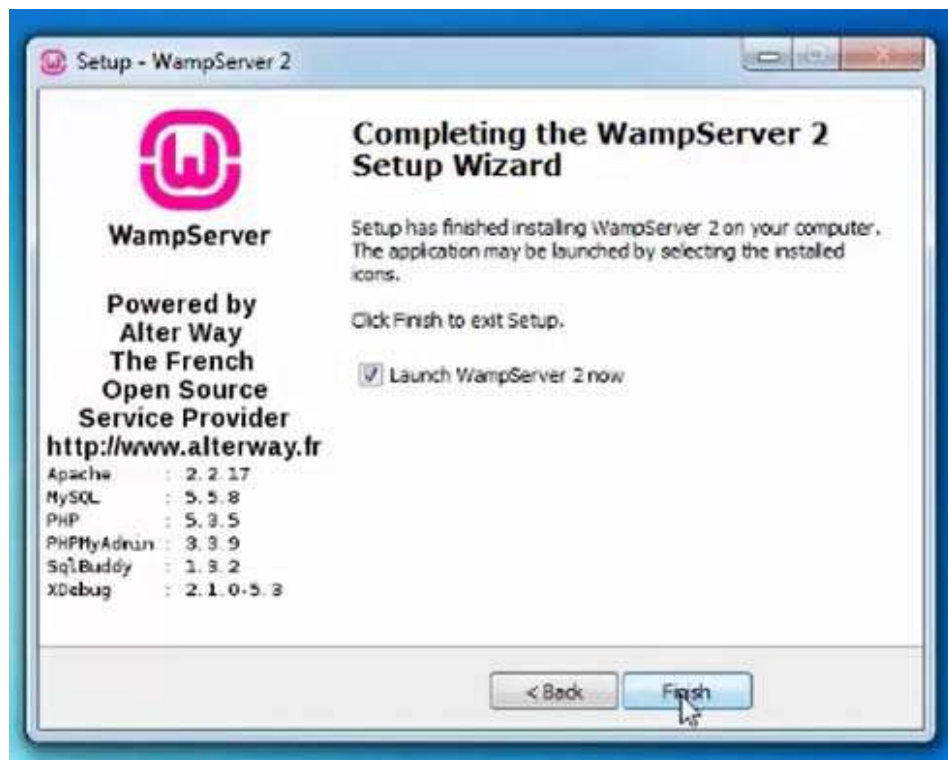 Setup - WampServer 2
WampServer
Powered by
Alter Way
The French
Open Source
Service Provider
http://www.alterway.fr
Apache : 2.2.17
MySQL : 5.5.8
PHP : 5.3.5
PHPMyAdmin : 3.3.9
SqlBuddy : 1.3.2
XDebug : 2.1.0-5.3
Completing the WampServer 2
Setup Wizard
Setup has finished installing WampServer 2 on your computer.
The application may be launched by selecting the installed
icons.
Click Finish to exit Setup.
Launch WampServer 2 now
< Back
Finish